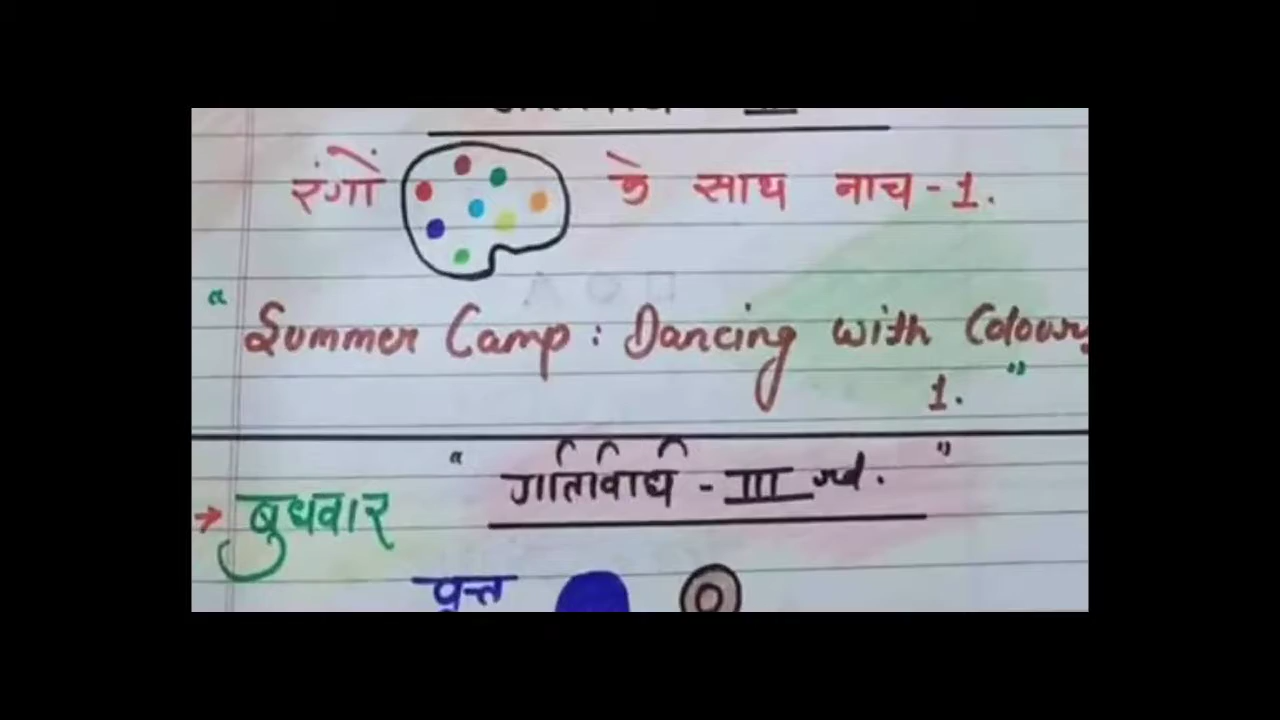 रंगों के साथ नाच - 1.
" Summer Camp : Dancing with Colours
1. "
" गतिविधि - III rd. "
→ बुधवार
वृत्त